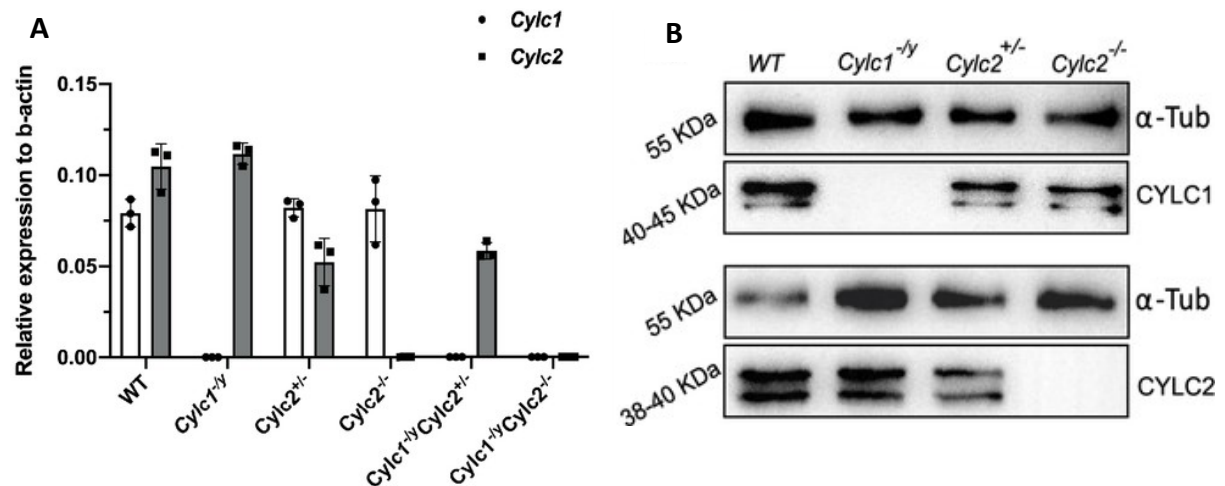 A
Cylc1
Cylc2
Relative expression to b-actin
0.15
0.10
0.05
0.00
WT
Cylc1-/y
Cylc2+/-
Cylc2-/-
Cylc1-/yCylc2+/-
Cylc1-/yCylc2-/-
B
WT Cylc1-/y Cylc2+/- Cylc2-/-
55 KDa α-Tub
40-45 KDa CYLC1
55 KDa α-Tub
38-40 KDa CYLC2